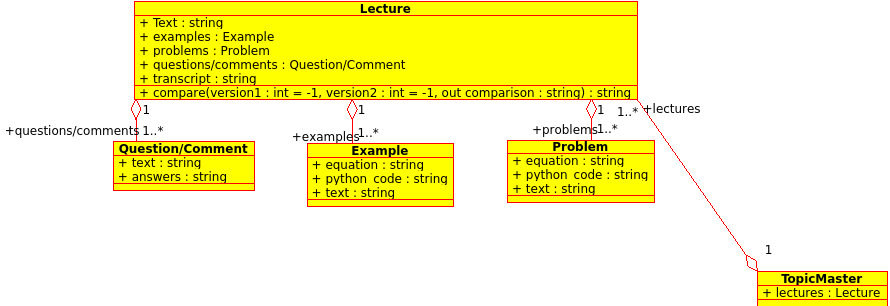 Lecture
+ Text : string
+ examples : Example
+ problems : Problem
+ questions/comments : Question/Comment
+ transcript : string
+ compare(version1 : int = -1, version2 : int = -1, out comparison : string) : string
1
1
1
1..*
+lectures
+questions/comments
1..*
+examples
1..*
+problems
1..*
Question/Comment
+ text : string
+ answers : string
Example
+ equation : string
+ python_code : string
+ text : string
Problem
+ equation : string
+ python_code : string
+ text : string
1
TopicMaster
+ lectures : Lecture